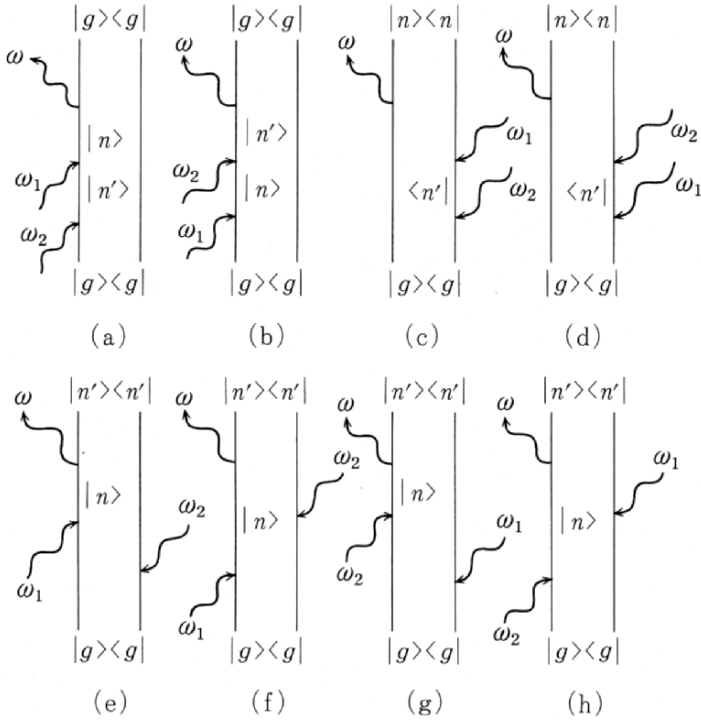 |g><g| |g><g| |n><n| |n><n|
ω ω ω ω
|n> |n'> ω₁ ω₂
ω₁ |n'> ω₂ |n> <n'| ω₂ <n'| ω₁
ω₂ ω₁
|g><g| |g><g| |g><g| |g><g|
(a) (b) (c) (d)
|n'><n'| |n'><n'| |n'><n'| |n'><n'|
ω ω ω ω
|n> ω₂ |n> ω₁
ω₂ |n> ω₁ |n>
ω₁ ω₁ ω₂ ω₂
|g><g| |g><g| |g><g| |g><g|
(e) (f) (g) (h)